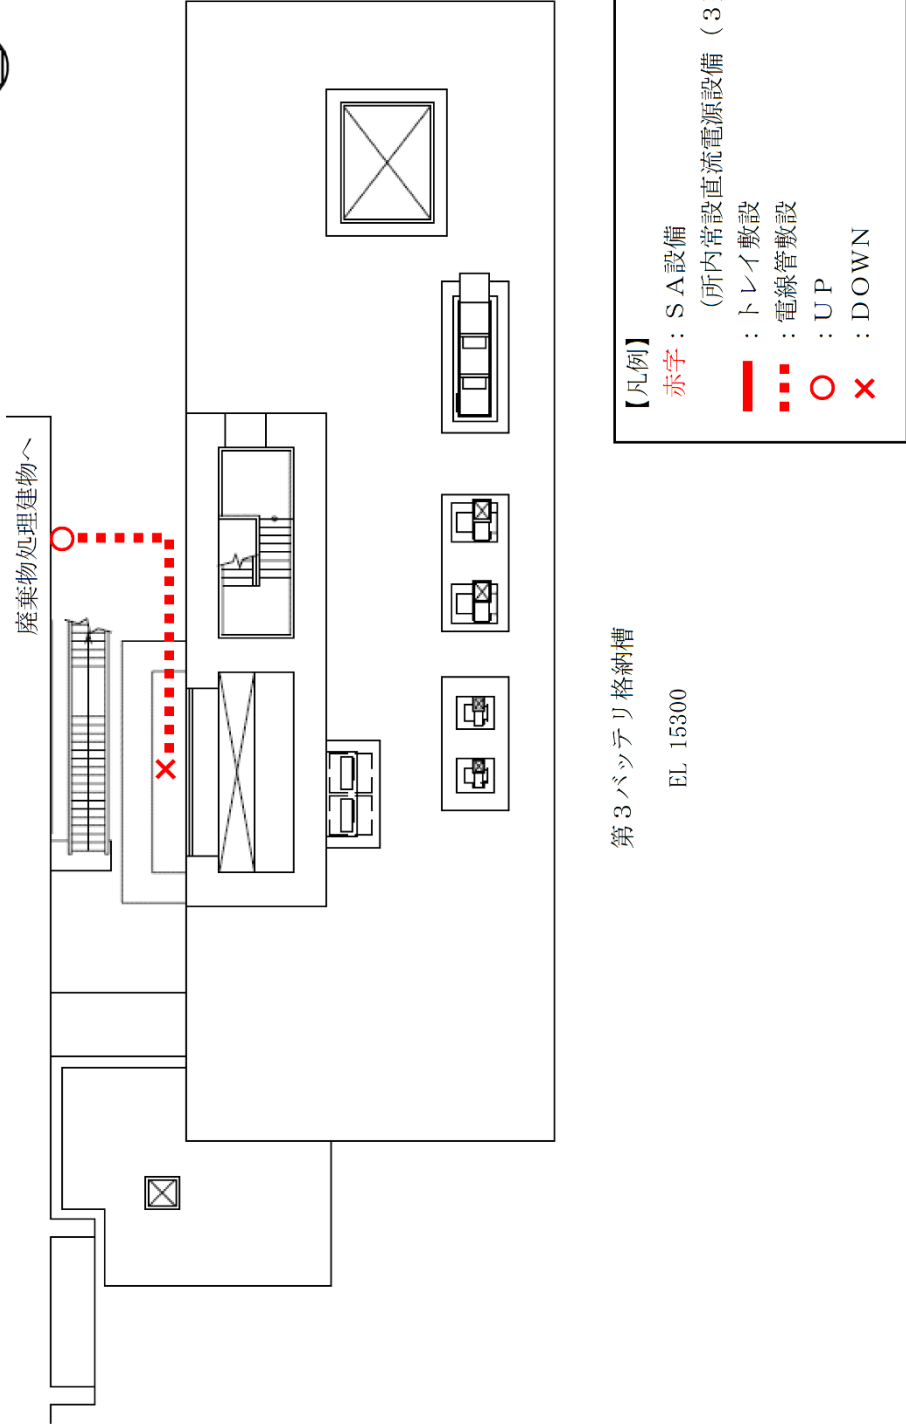 廃棄物処理建物へ
第３バッテリ格納槽
EL 15300
【凡例】
赤字：ＳＡ設備
（所内常設直流電源設備（３
：トレイ敷設
：電線管敷設
：ＵＰ
：ＤＯＷＮ